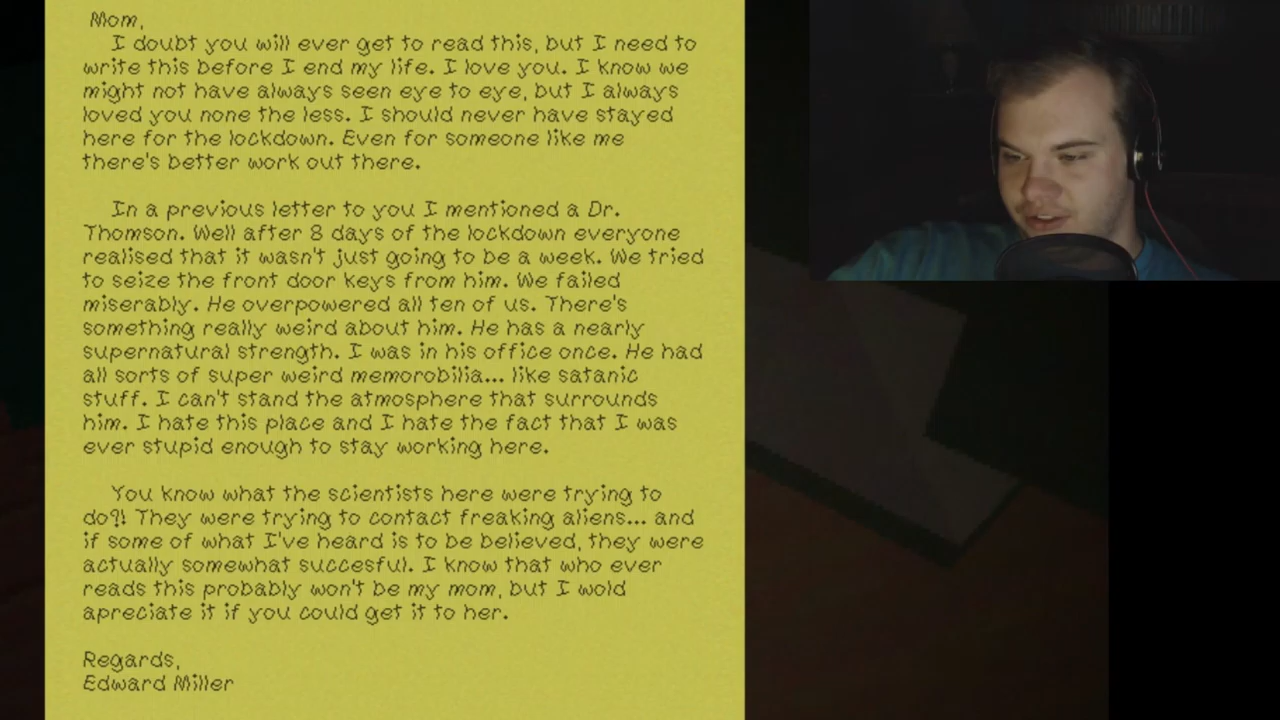 Mom,
I doubt you will ever get to read this, but I need to
write this before I end my life. I love you. I know we
might not have always seen eye to eye, but I always
loved you none the less. I should never have stayed
here for the lockdown. Even for someone like me
there's better work out there.
In a previous letter to you I mentioned a Dr.
Thomson. Well after 8 days of the lockdown everyone
realised that it wasn't just going to be a week. We tried
to seize the front door keys from him. We failed
miserably. He overpowered all ten of us. There's
something really weird about him. He has a nearly
supernatural strength. I was in his office once. He had
all sorts of super weird memorobilia... like satanic
stuff. I can't stand the atmosphere that surrounds
him. I hate this place and I hate the fact that I was
ever stupid enough to stay working here.
You know what the scientists here were trying to
do?! They were trying to contact freaking aliens... and
if some of what I've heard is to be believed, they were
actually somewhat succesful. I know that who ever
reads this probably won't be my mom, but I wold
apreciate it if you could get it to her.
Regards,
Edward Miller